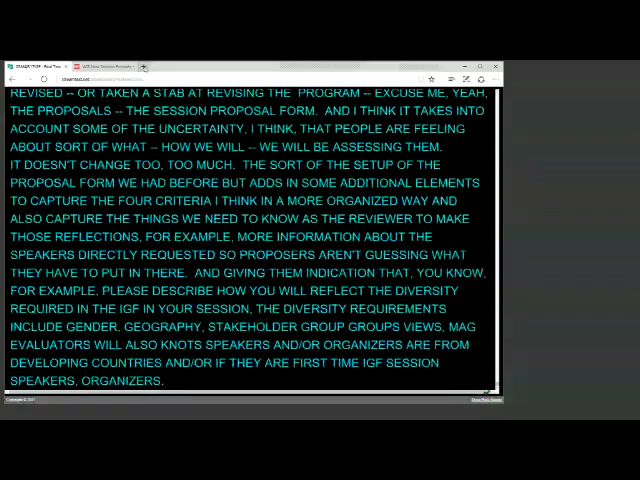 REVISED -- OR TAKEN A STAB AT REVISING THE PROGRAM -- EXCUSE ME, YEAH,
THE PROPOSALS -- THE SESSION PROPOSAL FORM. AND I THINK IT TAKES INTO
ACCOUNT SOME OF THE UNCERTAINTY, I THINK, THAT PEOPLE ARE FEELING
ABOUT SORT OF WHAT -- HOW WE WILL -- WE WILL BE ASSESSING THEM.
IT DOESN'T CHANGE TOO, TOO MUCH. THE SORT OF THE SETUP OF THE
PROPOSAL FORM WE HAD BEFORE BUT ADDS IN SOME ADDITIONAL ELEMENTS
TO CAPTURE THE FOUR CRITERIA I THINK IN A MORE ORGANIZED WAY AND
ALSO CAPTURE THE THINGS WE NEED TO KNOW AS THE REVIEWER TO MAKE
THOSE REFLECTIONS, FOR EXAMPLE, MORE INFORMATION ABOUT THE
SPEAKERS DIRECTLY REQUESTED SO PROPOSERS AREN'T GUESSING WHAT
THEY HAVE TO PUT IN THERE. AND GIVING THEM INDICATION THAT, YOU KNOW,
FOR EXAMPLE, PLEASE DESCRIBE HOW YOU WILL REFLECT THE DIVERSITY
REQUIRED IN THE IGF IN YOUR SESSION, THE DIVERSITY REQUIREMENTS
INCLUDE GENDER, GEOGRAPHY, STAKEHOLDER GROUP GROUPS VIEWS, MAG
EVALUATORS WILL ALSO KNOTS SPEAKERS AND/OR ORGANIZERS ARE FROM
DEVELOPING COUNTRIES AND/OR IF THEY ARE FIRST TIME IGF SESSION
SPEAKERS, ORGANIZERS.